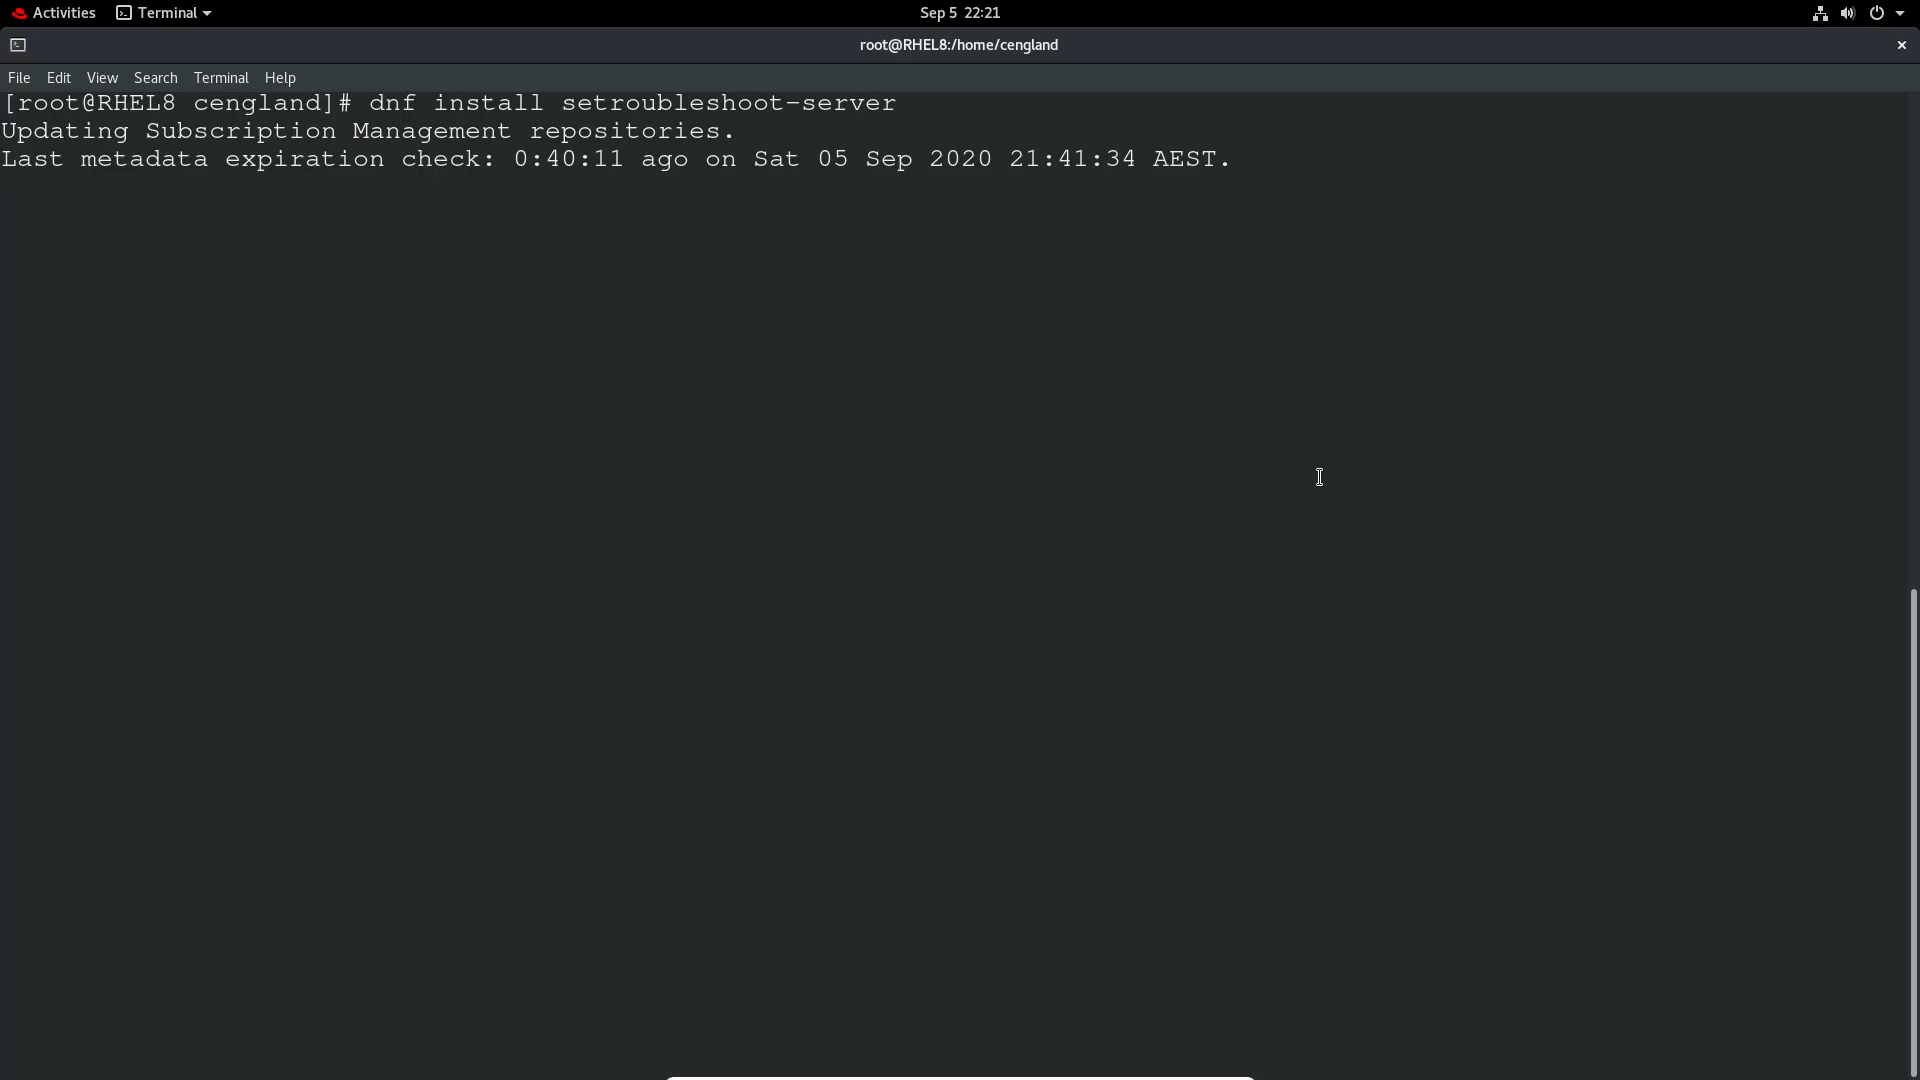 Activities Terminal Sep 5 22:21
root@RHEL8:/home/cengland
File Edit View Search Terminal Help
[root@RHEL8 cengland]# dnf install setroubleshoot-server
Updating Subscription Management repositories.
Last metadata expiration check: 0:40:11 ago on Sat 05 Sep 2020 21:41:34 AEST.